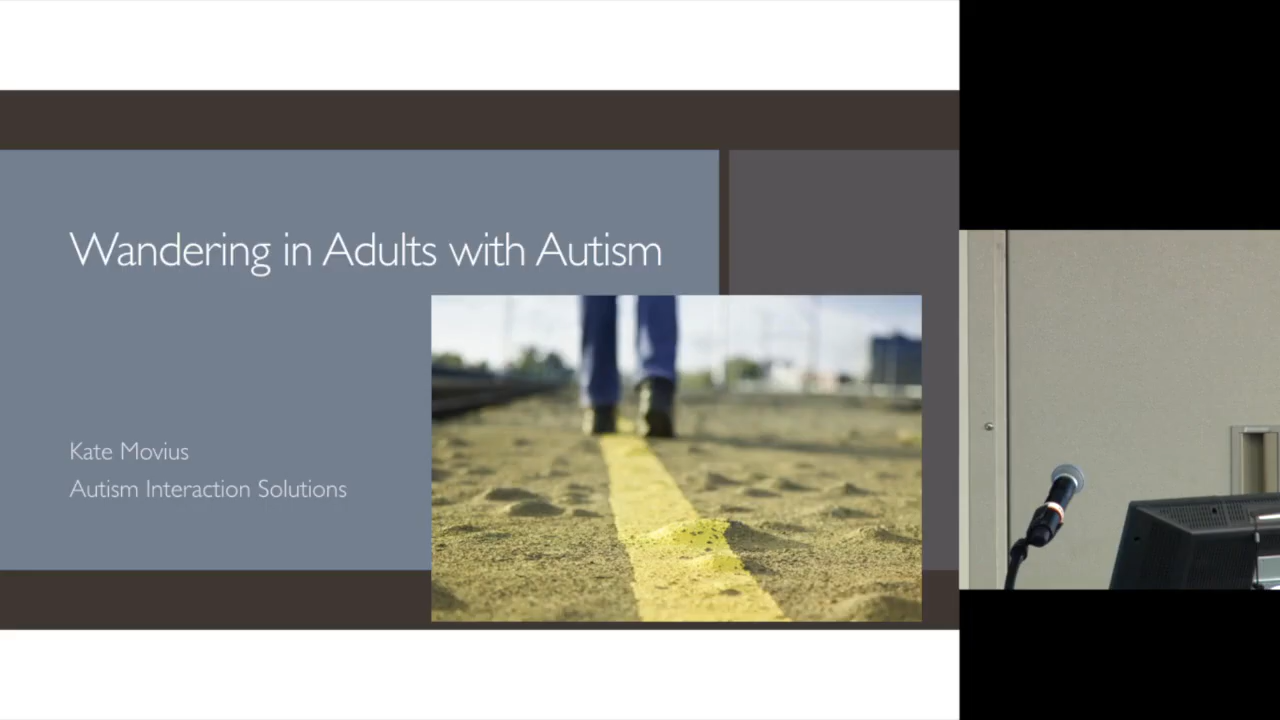 Wandering in Adults with Autism
Kate Movius
Autism Interaction Solutions